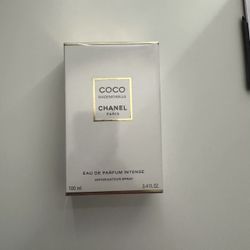 COCO
MADEMOISELLE
CHANEL
PARIS
EAU DE PARFUM INTENSE
VAPORISATEUR SPRAY
100 ml 3.4 FL.OZ